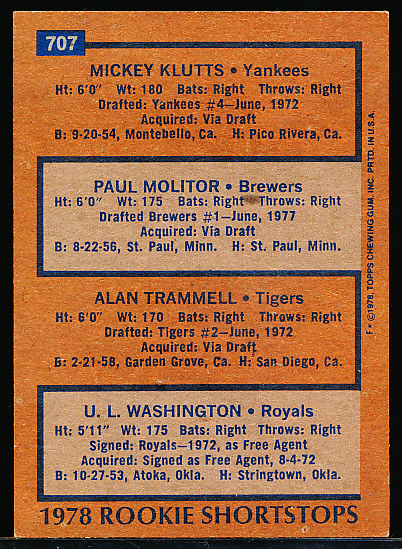 707
MICKEY KLUTTS • Yankees
Ht: 6'0" Wt: 180 Bats: Right Throws: Right
Drafted: Yankees #4—June, 1972
Acquired: Via Draft
B: 9-20-54, Montebello, Ca. H: Pico Rivera, Ca.
PAUL MOLITOR • Brewers
Ht: 6'0" Wt: 175 Bats: Right Throws: Right
Drafted Brewers #1—June, 1977
Acquired: Via Draft
B: 8-22-56, St. Paul, Minn. H: St. Paul, Minn.
ALAN TRAMMELL • Tigers
Ht: 6'0" Wt: 170 Bats: Right Throws: Right
Drafted: Tigers #2—June, 1972
Acquired: Via Draft
B: 2-21-58, Garden Grove, Ca. H: San Diego, Ca.
U. L. WASHINGTON • Royals
Ht: 5'11" Wt: 175 Bats: Right Throws: Right
Signed: Royals—1972, as Free Agent
Acquired: Signed as Free Agent, 8-4-72
B: 10-27-53, Atoka, Okla. H: Stringtown, Okla.
1978 ROOKIE SHORTSTOPS
F • ©1978, TOPPS CHEWING GUM, INC. PRTD. IN U.S.A.